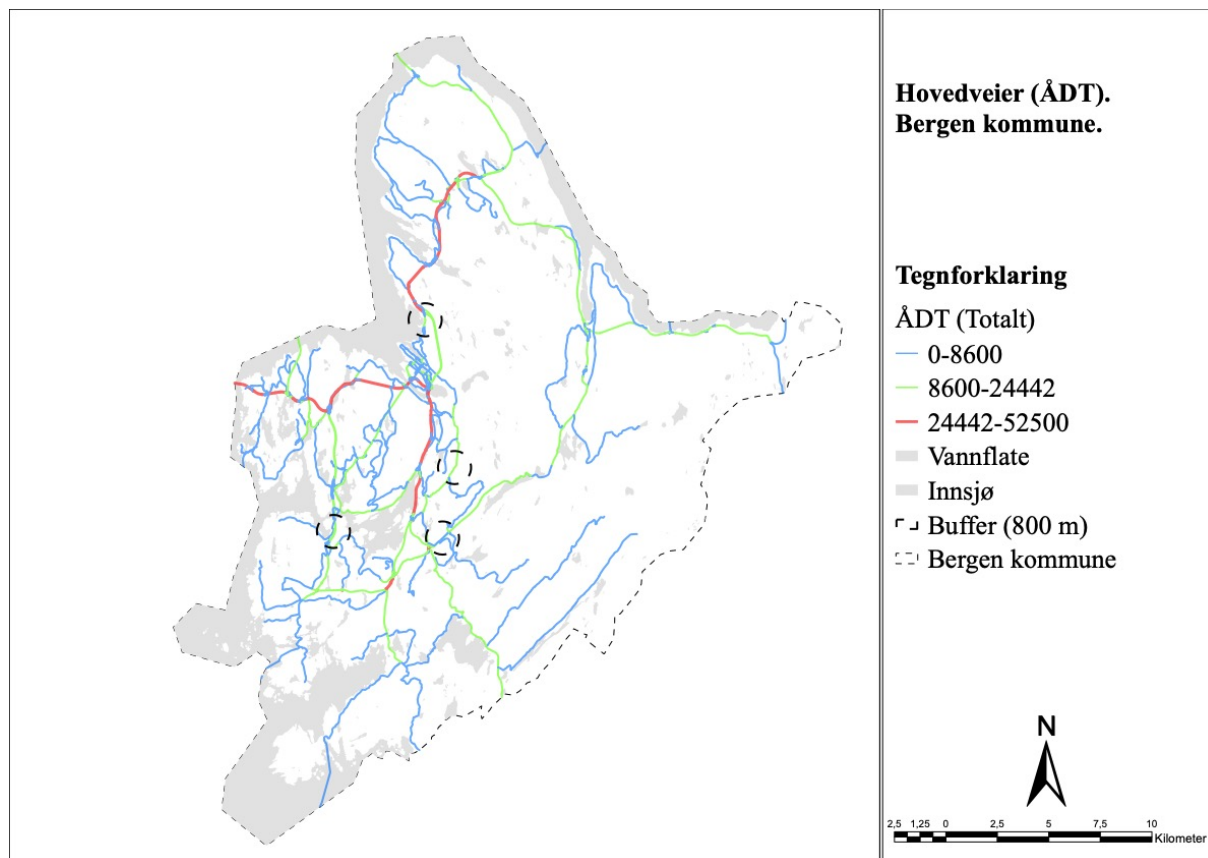 Hovedveier (ÅDT).
Bergen kommune.
Tegnforklaring
ÅDT (Totalt)
0-8600
8600-24442
24442-52500
Vannflate
Innsjø
Buffer (800 m)
Bergen kommune
N
2,5 1,25 0 2,5 5 7,5 10
Kilometer